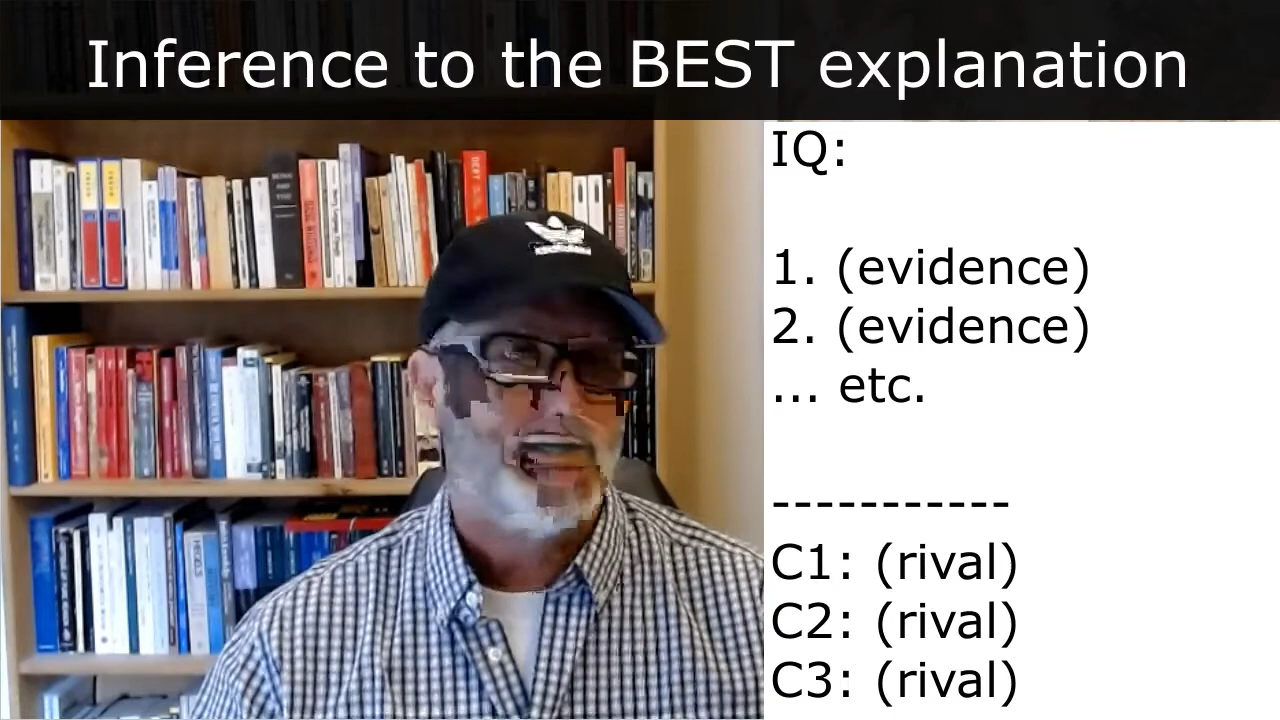 Inference to the BEST explanation
IQ:
1. (evidence)
2. (evidence)
... etc.
-----------
C1: (rival)
C2: (rival)
C3: (rival)